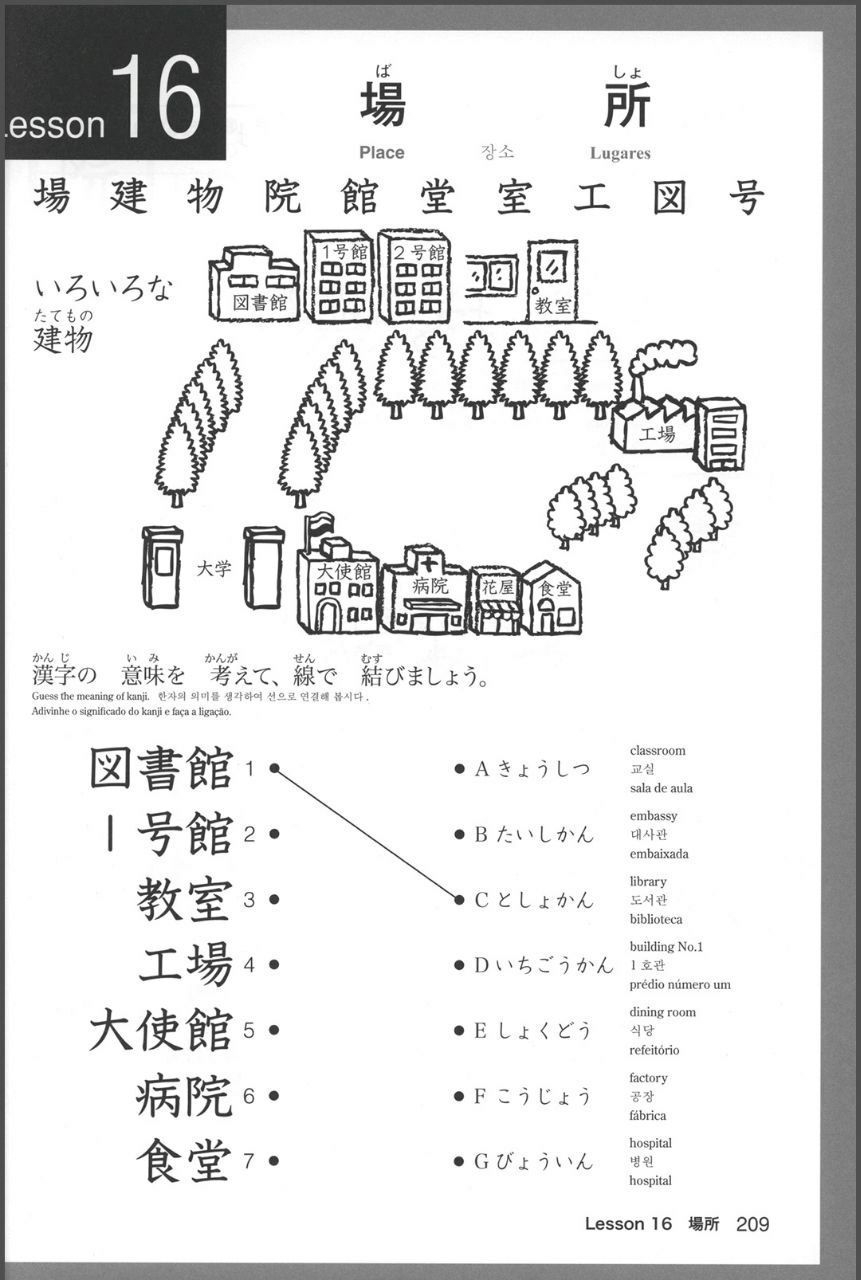 Lesson 16
ば しょ
場 所
Place 장소 Lugares
場 建 物 院 館 堂 室 工 図 号
いろいろな
たてもの
建物
図書館
1号館
2号館
教室
工場
大学
大使館
病院
花屋
食堂
かんじ いみ かんが せん むす
漢字の 意味を 考えて、線で 結びましょう。
Guess the meaning of kanji. 한자의 의미를 생각하여 선으로 연결해 봅시다.
Adivinhe o significado do kanji e faça a ligação.
図書館 1 ● ● A きょうしつ classroom
교실
sala de aula
一号館 2 ● ● B たいしかん embassy
대사관
embaixada
教室 3 ● ● C としょかん library
도서관
biblioteca
工場 4 ● ● D いちごうかん building No.1
1 호관
prédio número um
大使館 5 ● ● E しょくどう dining room
식당
refeitório
病院 6 ● ● F こうじょう factory
공장
fábrica
食堂 7 ● ● G びょういん hospital
병원
hospital
Lesson 16 場所 209